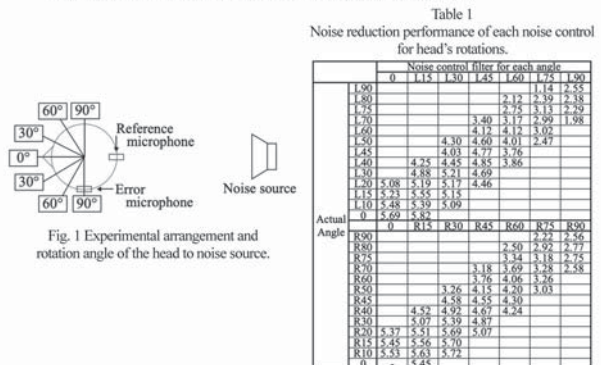 Table 1
Noise reduction performance of each noise control
for head's rotations.
Noise control filter for each angle
0 L15 L30 L45 L60 L75 L90
L90 1.14 2.55
L80 2.12 2.39 2.38
L75 2.75 3.13 2.29
L70 3.40 3.17 2.99 1.98
L60 4.12 4.12 3.02
L50 4.30 4.60 4.01 2.47
L45 4.03 4.77 3.76
L40 4.25 4.45 4.85 3.86
L30 4.88 5.21 4.69
L20 5.08 5.19 5.17 4.46
L15 5.23 5.55 5.15
L10 5.48 5.39 5.09
0 5.69 5.82
Actual
Angle
0 R15 R30 R45 R60 R75 R90
R90 2.22 2.56
R80 2.50 2.92 2.77
R75 3.34 3.18 2.75
R70 3.18 3.69 3.28 2.58
R60 3.76 4.06 3.26
R50 3.26 4.15 4.20 3.03
R45 4.58 4.55 4.30
R40 4.52 4.92 4.67 4.24
R30 5.07 5.39 4.87
R20 5.37 5.51 5.69 5.07
R15 5.45 5.56 5.70
R10 5.53 5.63 5.72
0 - 5.45
60° 90°
30°
0°
30°
60° 90°
Reference
microphone
Error
microphone
Noise source
Fig. 1 Experimental arrangement and
rotation angle of the head to noise source.